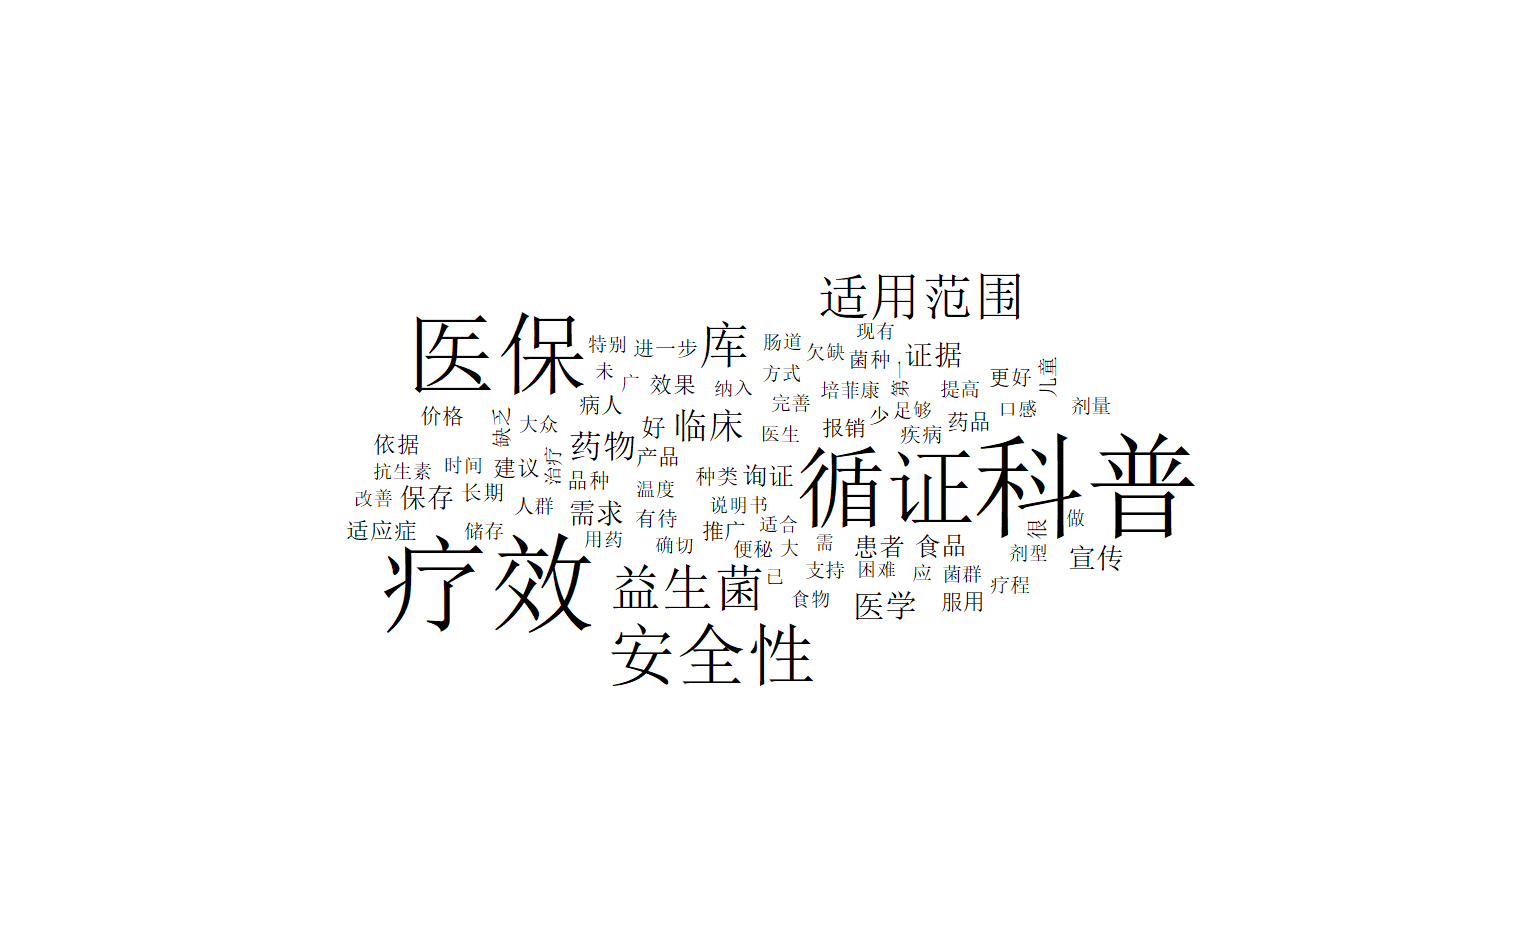 适用范围
医保
特别
进一步
库
肠道
现有
欠缺
菌种
证据
未
广
效果
纳入
方式
培菲康
第一
提高
更好
儿童
价格
缺乏
大众
病人
好
临床
完善
医生
报销
少
足够
疾病
药品
口感
剂量
依据
抗生素
时间
建议
治疗
药物
产品
品种
种类
询证
循证
科普
改善
保存
长期
人群
温度
说明书
适应症
储存
需求
用药
有待
确切
推广
适合
便秘
大
需
患者
食品
很
做
剂型
宣传
疗效
益生菌
己
支持
困难
应
菌群
疗程
食物
医学
服用
安全性